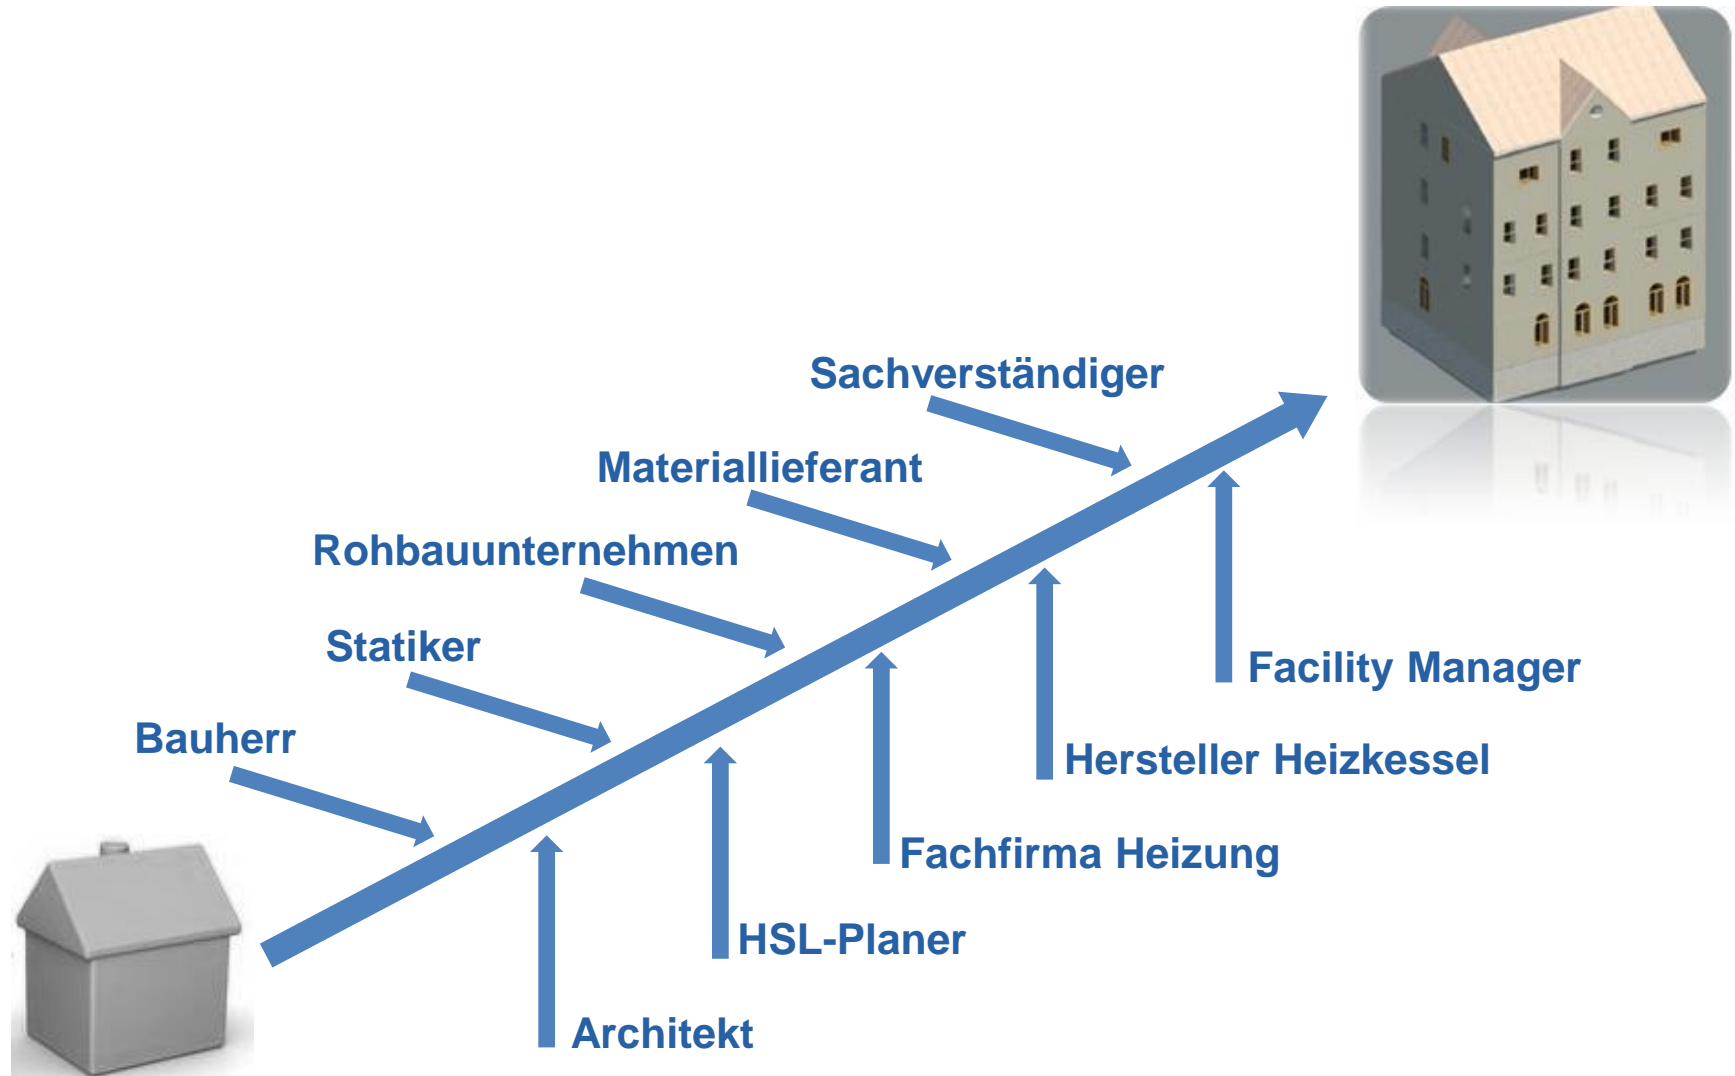 Sachverständiger
Materiallieferant
Rohbauunternehmen
Statiker
Facility Manager
Bauherr
Hersteller Heizkessel
Fachfirma Heizung
HSL-Planer
Architekt